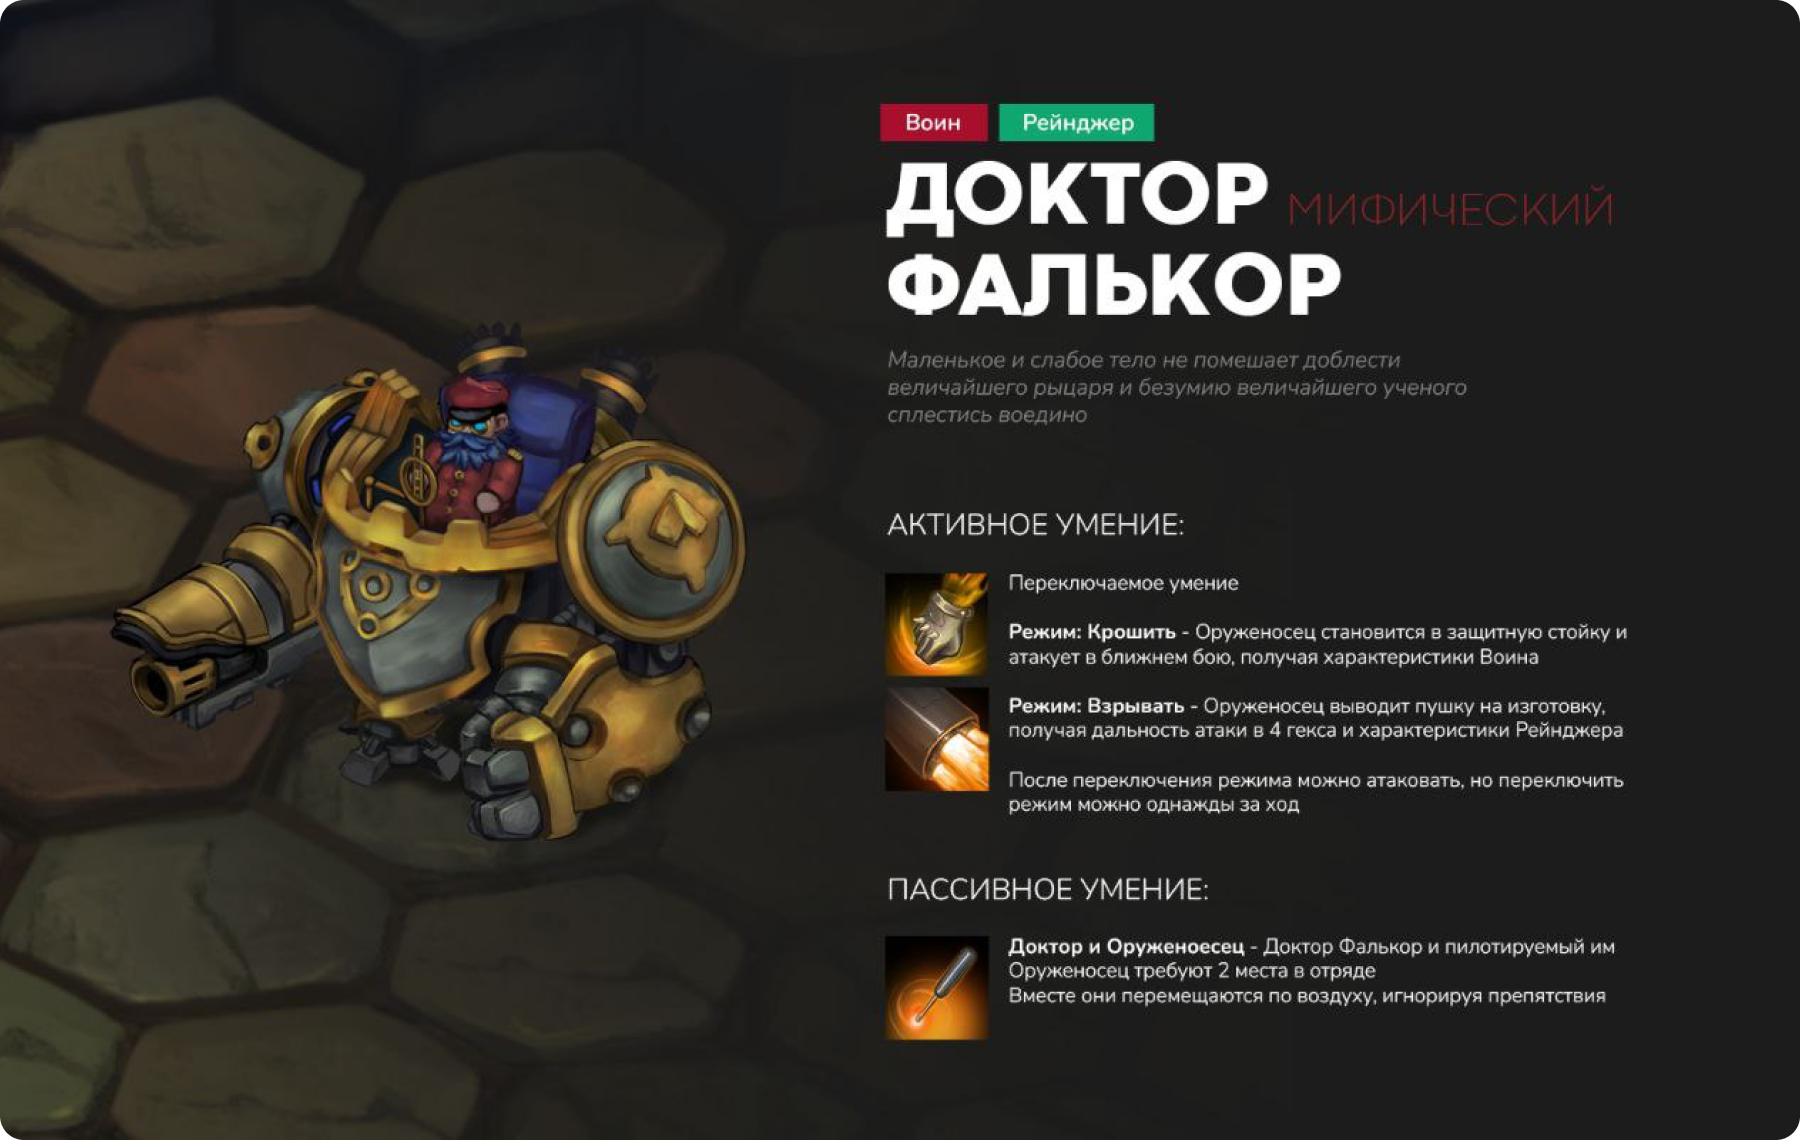 Воин Рейнджер
ДОКТОР МИФИЧЕСКИЙ
ФАЛЬКОР
Маленькое и слабое тело не помешает доблести
величайшего рыцаря и безумию величайшего ученого
сплестись воедино
АКТИВНОЕ УМЕНИЕ:
Переключаемое умение
Режим: Крошить - Оруженосец становится в защитную стойку и
атакует в ближнем бою, получая характеристики Воина
Режим: Взрывать - Оруженосец выводит пушку на изготовку,
получая дальность атаки в 4 гекса и характеристики Рейнджера
После переключения режима можно атаковать, но переключить
режим можно однажды за ход
ПАССИВНОЕ УМЕНИЕ:
Доктор и Оруженоесец - Доктор Фалькор и пилотируемый им
Оруженосец требуют 2 места в отряде
Вместе они перемещаются по воздуху, игнорируя препятствия